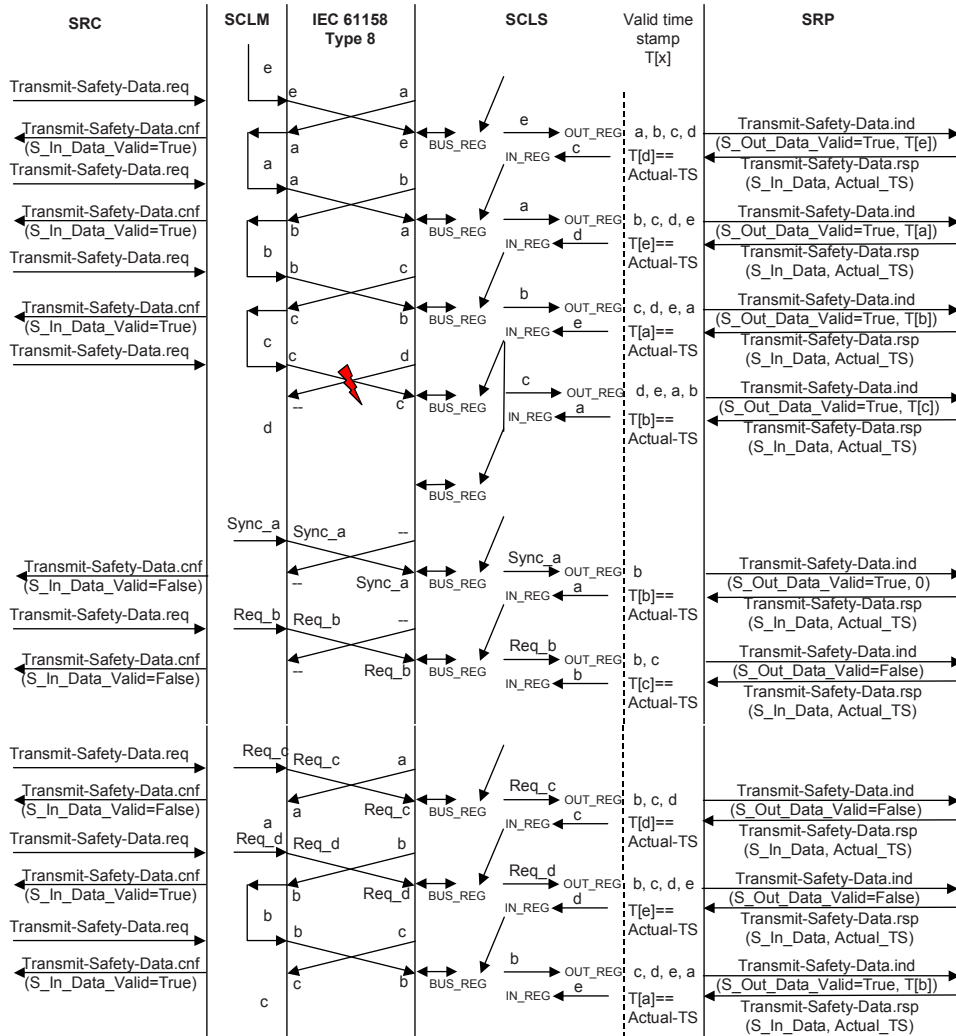 SRC SCLM IEC 61158 Type 8 SCLS Valid time stamp T[x] SRP
e
Transmit-Safety-Data.req e a
Transmit-Safety-Data.cnf e a, b, c, d Transmit-Safety-Data.ind
(S_In_Data_Valid=True) a e BUS_REG OUT_REG (S_Out_Data_Valid=True, T[e])
a IN_REG c T[d]== Transmit-Safety-Data.rsp
Transmit-Safety-Data.req a b Actual-TS (S_In_Data, Actual_TS)
Transmit-Safety-Data.cnf a b, c, d, e Transmit-Safety-Data.ind
(S_In_Data_Valid=True) b a BUS_REG OUT_REG (S_Out_Data_Valid=True, T[a])
b IN_REG d T[e]== Transmit-Safety-Data.rsp
Transmit-Safety-Data.req b c Actual-TS (S_In_Data, Actual_TS)
Transmit-Safety-Data.cnf b c, d, e, a Transmit-Safety-Data.ind
(S_In_Data_Valid=True) c b BUS_REG OUT_REG (S_Out_Data_Valid=True, T[b])
c IN_REG e T[a]== Transmit-Safety-Data.rsp
Transmit-Safety-Data.req c d Actual-TS (S_In_Data, Actual_TS)
c d, e, a, b Transmit-Safety-Data.ind
-- c BUS_REG OUT_REG (S_Out_Data_Valid=True, T[c])
d IN_REG a T[b]== Transmit-Safety-Data.rsp
Actual-TS (S_In_Data, Actual_TS)
BUS_REG
Sync_a Sync_a --
Transmit-Safety-Data.cnf Sync_a b Transmit-Safety-Data.ind
(S_In_Data_Valid=False) -- Sync_a BUS_REG OUT_REG (S_Out_Data_Valid=True, 0)
IN_REG a T[b]== Transmit-Safety-Data.rsp
Transmit-Safety-Data.req Req_b Req_b -- Actual-TS (S_In_Data, Actual_TS)
Transmit-Safety-Data.cnf Req_b b, c Transmit-Safety-Data.ind
(S_In_Data_Valid=False) -- Req_b BUS_REG OUT_REG (S_Out_Data_Valid=False)
IN_REG b T[c]== Transmit-Safety-Data.rsp
Actual-TS (S_In_Data, Actual_TS)
Transmit-Safety-Data.req Req_c Req_c a
Transmit-Safety-Data.cnf Req_c b, c, d Transmit-Safety-Data.ind
(S_In_Data_Valid=False) a Req_c BUS_REG OUT_REG (S_Out_Data_Valid=False)
a IN_REG c T[d]== Transmit-Safety-Data.rsp
Transmit-Safety-Data.req Req_d Req_d b Actual-TS (S_In_Data, Actual_TS)
Transmit-Safety-Data.cnf Req_d b, c, d, e Transmit-Safety-Data.ind
(S_In_Data_Valid=True) b Req_d BUS_REG OUT_REG (S_Out_Data_Valid=False)
b IN_REG d T[e]== Transmit-Safety-Data.rsp
Transmit-Safety-Data.req b c Actual-TS (S_In_Data, Actual_TS)
Transmit-Safety-Data.cnf b c, d, e, a Transmit-Safety-Data.ind
(S_In_Data_Valid=True) c b BUS_REG OUT_REG (S_Out_Data_Valid=True, T[b])
c IN_REG e T[a]== Transmit-Safety-Data.rsp
Actual-TS (S_In_Data, Actual_TS)